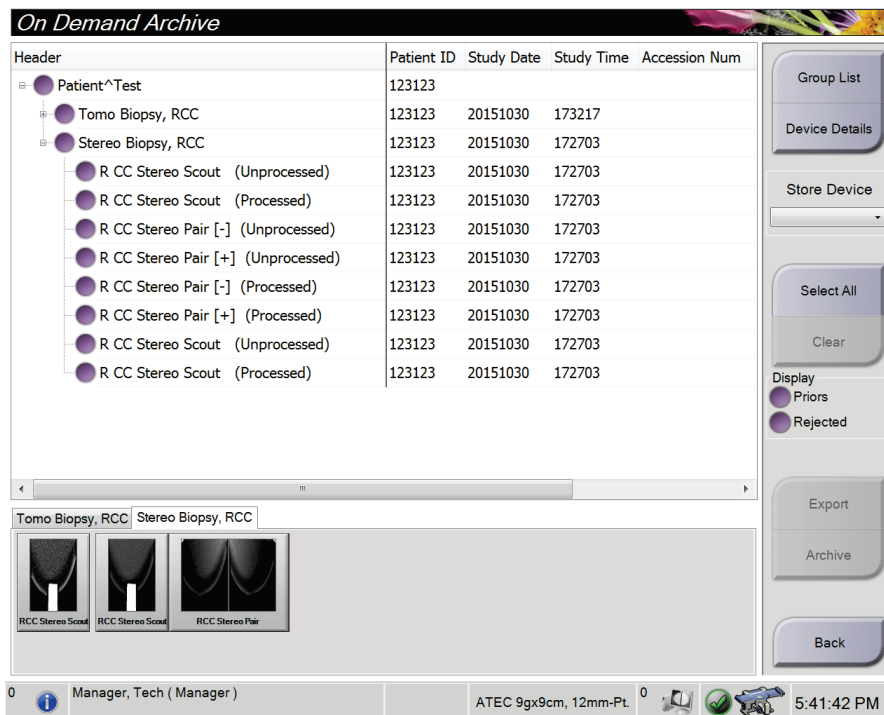 On Demand Archive
Header Patient ID Study Date Study Time Accession Num
Patient^Test 123123
Tomo Biopsy, RCC 123123 20151030 173217
Stereo Biopsy, RCC 123123 20151030 172703
R CC Stereo Scout (Unprocessed) 123123 20151030 172703
R CC Stereo Scout (Processed) 123123 20151030 172703
R CC Stereo Pair [-] (Unprocessed) 123123 20151030 172703
R CC Stereo Pair [+] (Unprocessed) 123123 20151030 172703
R CC Stereo Pair [-] (Processed) 123123 20151030 172703
R CC Stereo Pair [+] (Processed) 123123 20151030 172703
R CC Stereo Scout (Unprocessed) 123123 20151030 172703
R CC Stereo Scout (Processed) 123123 20151030 172703
Group List
Device Details
Store Device
Select All
Clear
Display
Priors
Rejected
Export
Archive
Back
Tomo Biopsy, RCC Stereo Biopsy, RCC
RCC Stereo Scout RCC Stereo Scout RCC Stereo Pair
0 Manager, Tech ( Manager ) ATEC 9gx9cm, 12mm-Pt. 0 5:41:42 PM